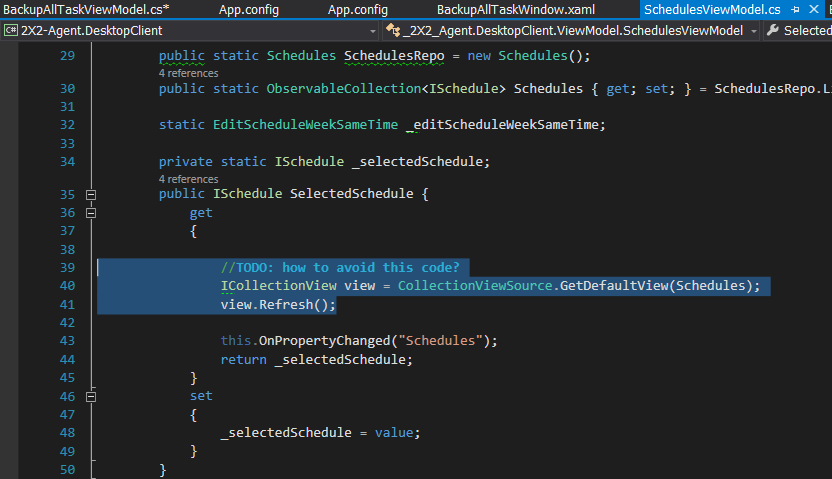 BackupAllTaskViewModel.cs* App.config App.config BackupAllTaskWindow.xaml SchedulesViewModel.cs
C# 2X2-Agent.DesktopClient _2X2_Agent.DesktopClient.ViewModel.SchedulesViewModel Selected
29 public static Schedules SchedulesRepo = new Schedules();
4 references
30 public static ObservableCollection<ISchedule> Schedules { get; set; } = SchedulesRepo.Li
31
32 static EditScheduleWeekSameTime _editScheduleWeekSameTime;
33
34 private static ISchedule _selectedSchedule;
4 references
35 public ISchedule SelectedSchedule {
36 get
37 {
38
39 //TODO: how to avoid this code?
40 ICollectionView view = CollectionViewSource.GetDefaultView(Schedules);
41 view.Refresh();
42
43 this.OnPropertyChanged("Schedules");
44 return _selectedSchedule;
45 }
46 set
47 {
48 _selectedSchedule = value;
49 }
50 }